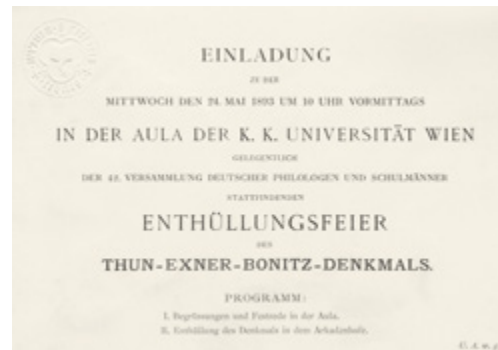 EINLADUNG
ZU DER
MITTWOCH DEN 24. MAI 1893 UM 10 UHR VORMITTAGS
IN DER AULA DER K. K. UNIVERSITÄT WIEN
GELEGENTLICH
DER 42. VERSAMMLUNG DEUTSCHER PHILOLOGEN UND SCHULMÄNNER
STATTFINDENDEN
ENTHÜLLUNGSFEIER
DES
THUN-EXNER-BONITZ-DENKMALS.
PROGRAMM:
I. Begrüssungen und Festrede in der Aula.
II. Enthüllung des Denkmals in dem Arkadenhofe.